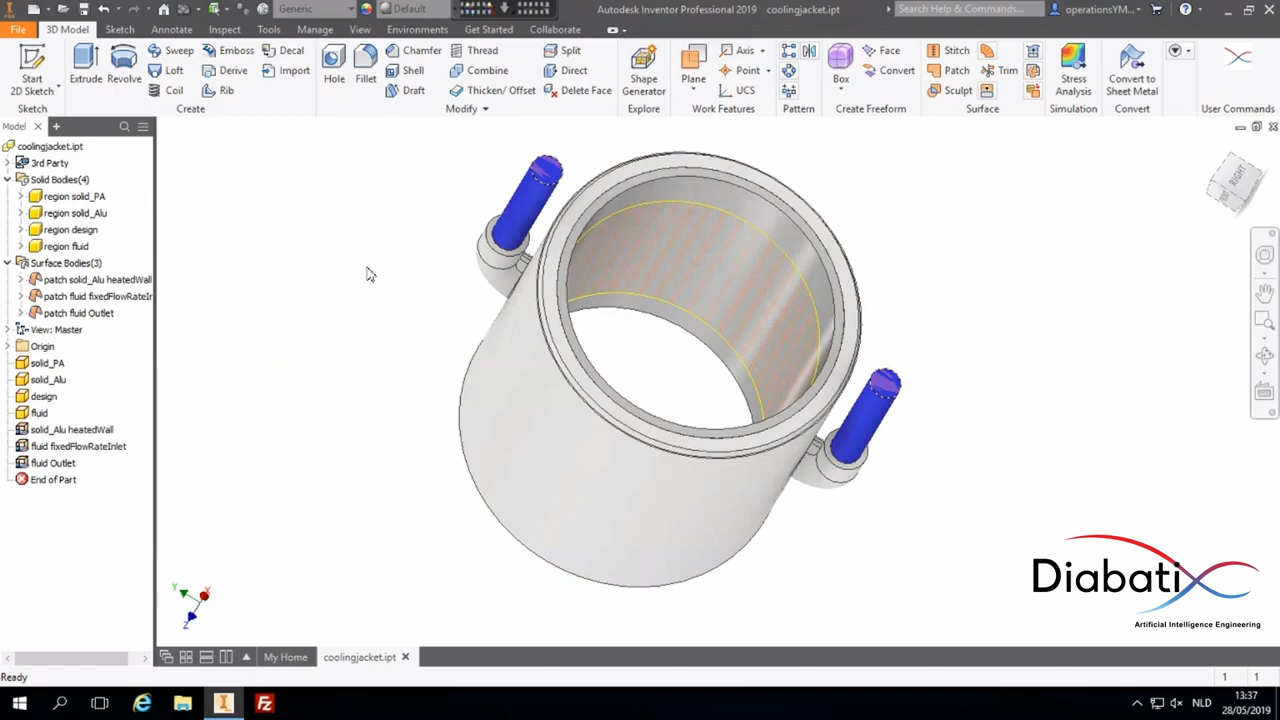 File
PRO
Generic
Default
Autodesk Inventor Professional 2019 coolingjacket.ipt
Search Help & Commands...
operationsYM...
3D Model
Sketch
Annotate
Inspect
Tools
Manage
View
Environments
Get Started
Collaborate
Start
2D Sketch
Sketch
Extrude
Revolve
Sweep
Loft
Coil
Emboss
Derive
Rib
Decal
Import
Create
Hole
Fillet
Chamfer
Shell
Draft
Thread
Combine
Thicken/ Offset
Split
Direct
Delete Face
Modify
Shape
Generator
Explore
Plane
Axis
Point
UCS
Work Features
Pattern
Box
Face
Convert
Create Freeform
Stitch
Patch
Sculpt
Trim
Surface
Stress
Analysis
Simulation
Convert to
Sheet Metal
Convert
User Commands
Model
coolingjacket.ipt
3rd Party
Solid Bodies(4)
region solid_PA
region solid_Alu
region design
region fluid
Surface Bodies(3)
patch solid_Alu heatedWall
patch fluid fixedFlowRateIr
patch fluid Outlet
View: Master
Origin
solid_PA
solid_Alu
design
fluid
solid_Alu heatedWall
fluid fixedFlowRateInlet
fluid Outlet
End of Part
RIGHT
Y
X
Z
Diabatix
Artificial Intelligence Engineering
My Home
coolingjacket.ipt
Ready
1
1
NLD
13:37
28/05/2019